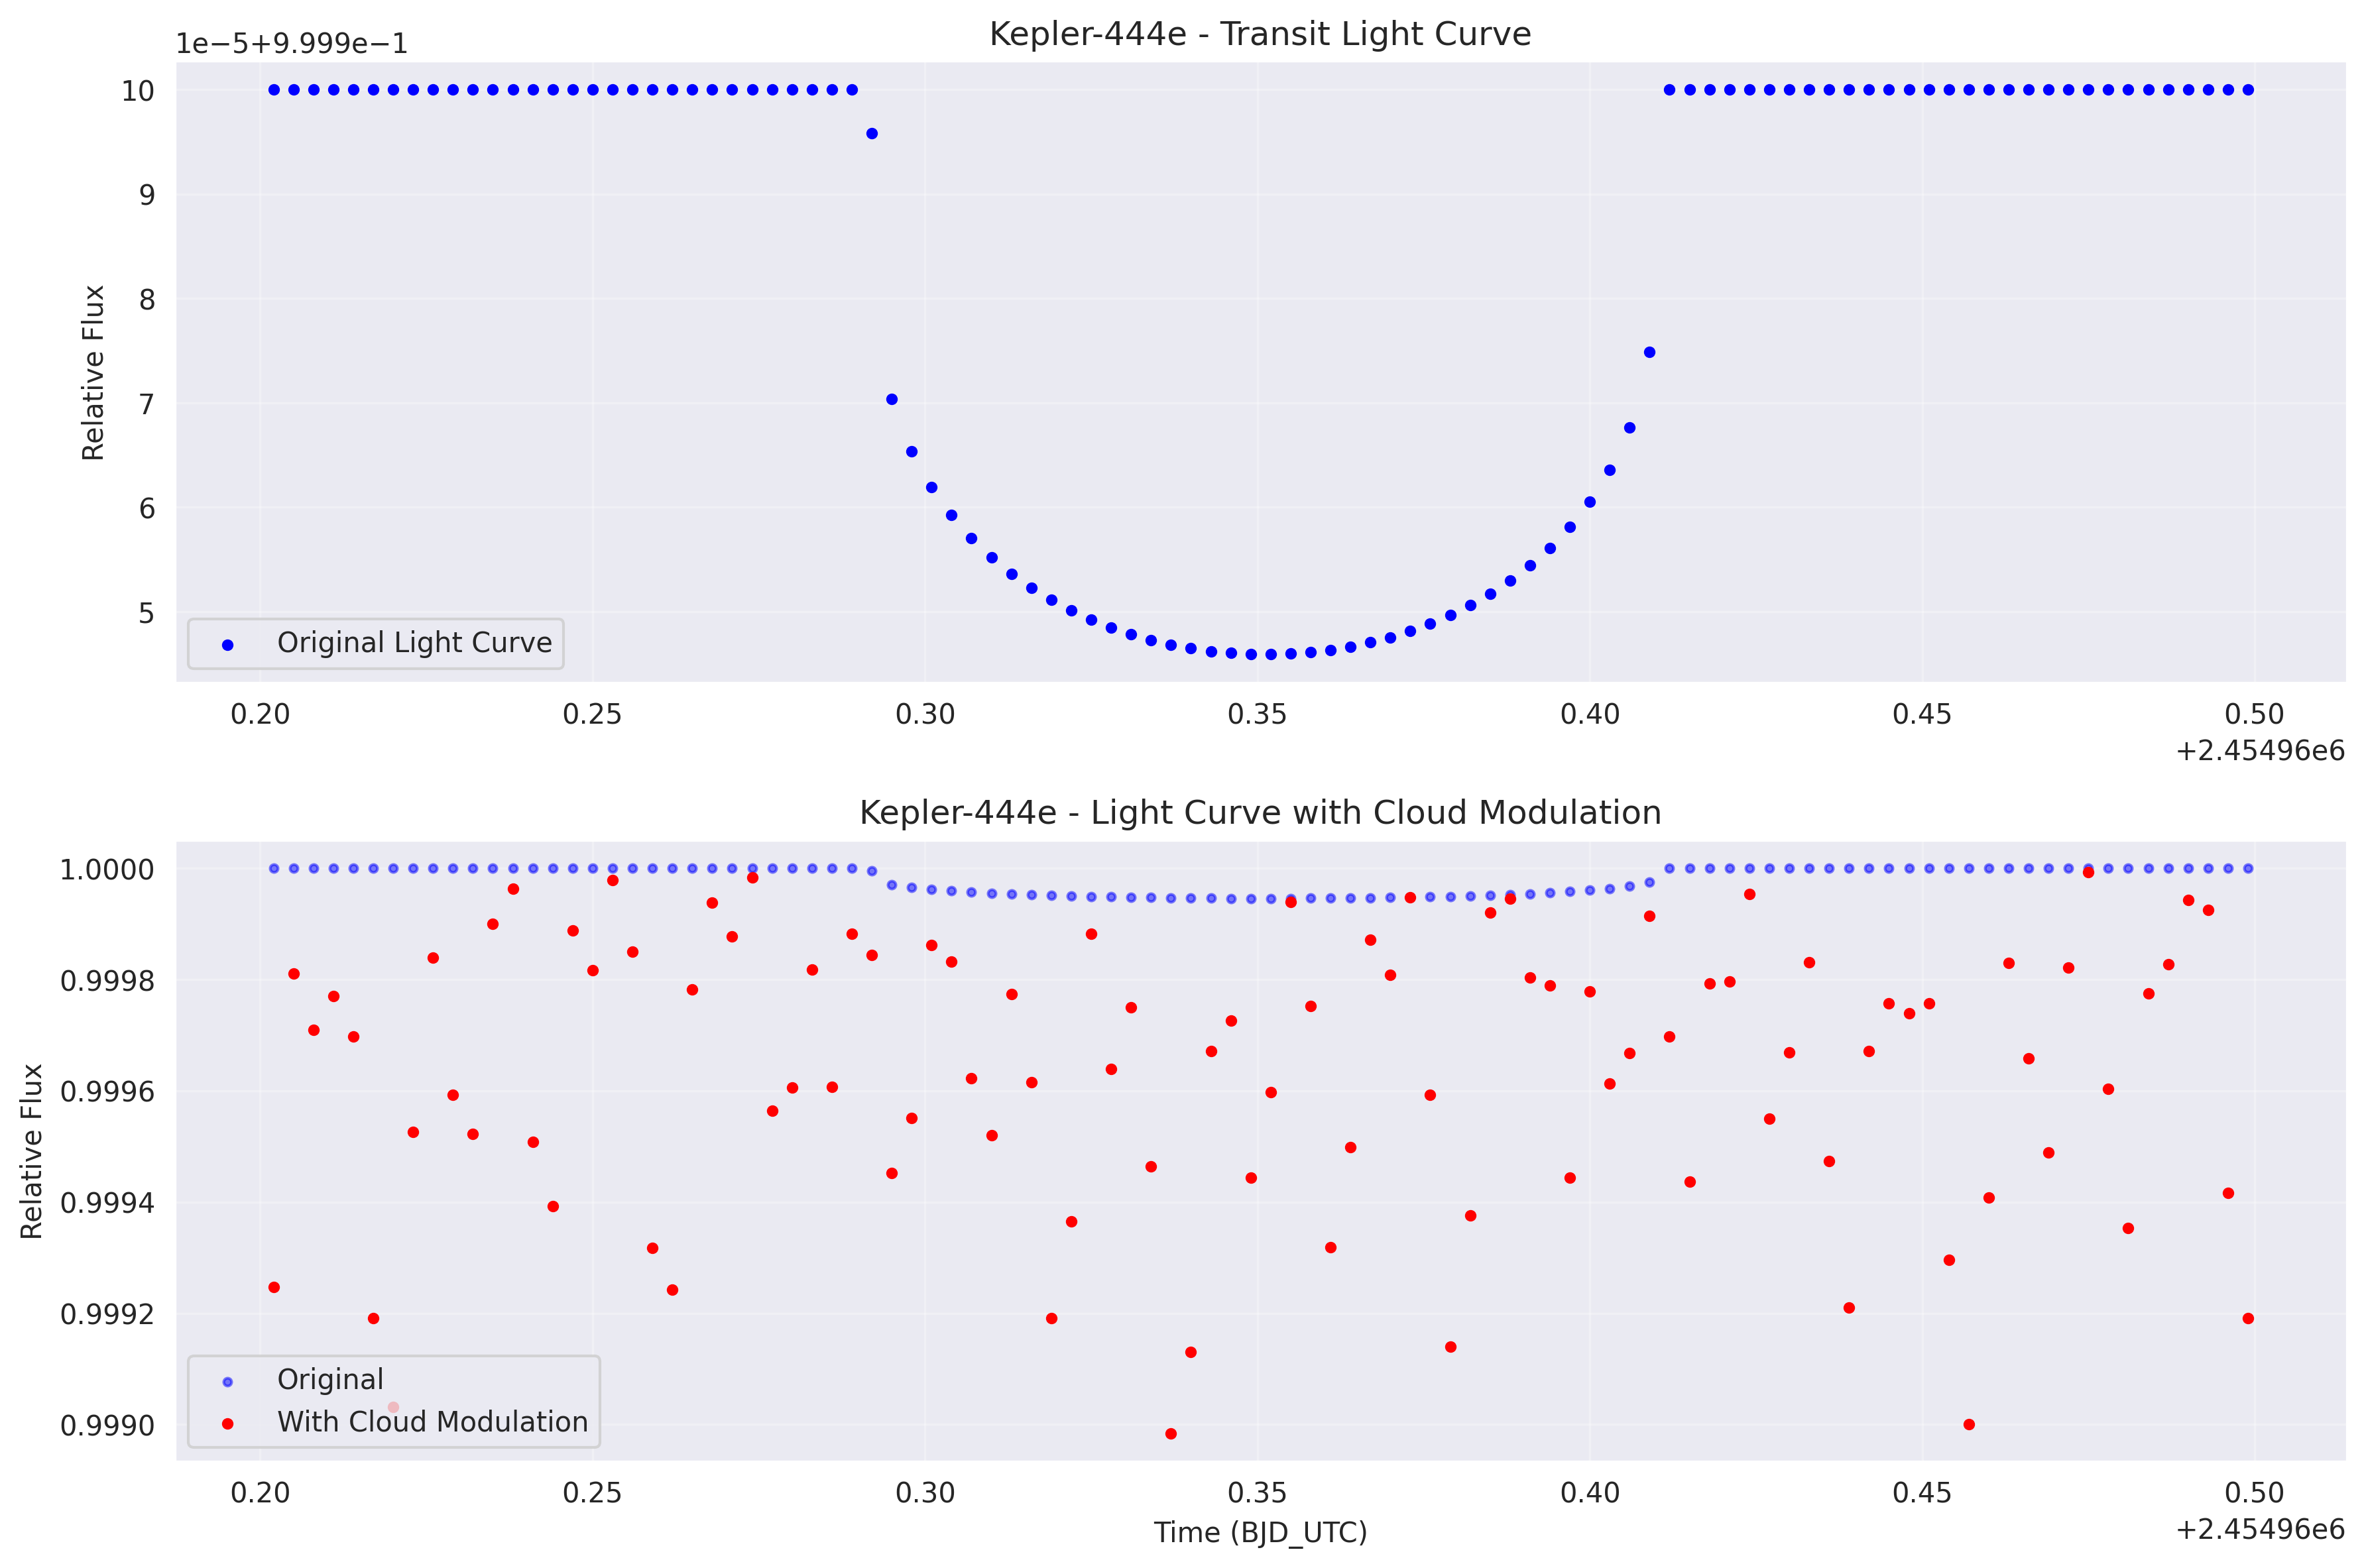 Kepler-444e - Transit Light Curve
1e−5+9.999e−1
10
9
8
7
6
5
Relative Flux
Original Light Curve
0.20 0.25 0.30 0.35 0.40 0.45 0.50
+2.45496e6
Kepler-444e - Light Curve with Cloud Modulation
1.0000
0.9998
0.9996
0.9994
0.9992
0.9990
Relative Flux
Original
With Cloud Modulation
0.20 0.25 0.30 0.35 0.40 0.45 0.50
Time (BJD_UTC)
+2.45496e6